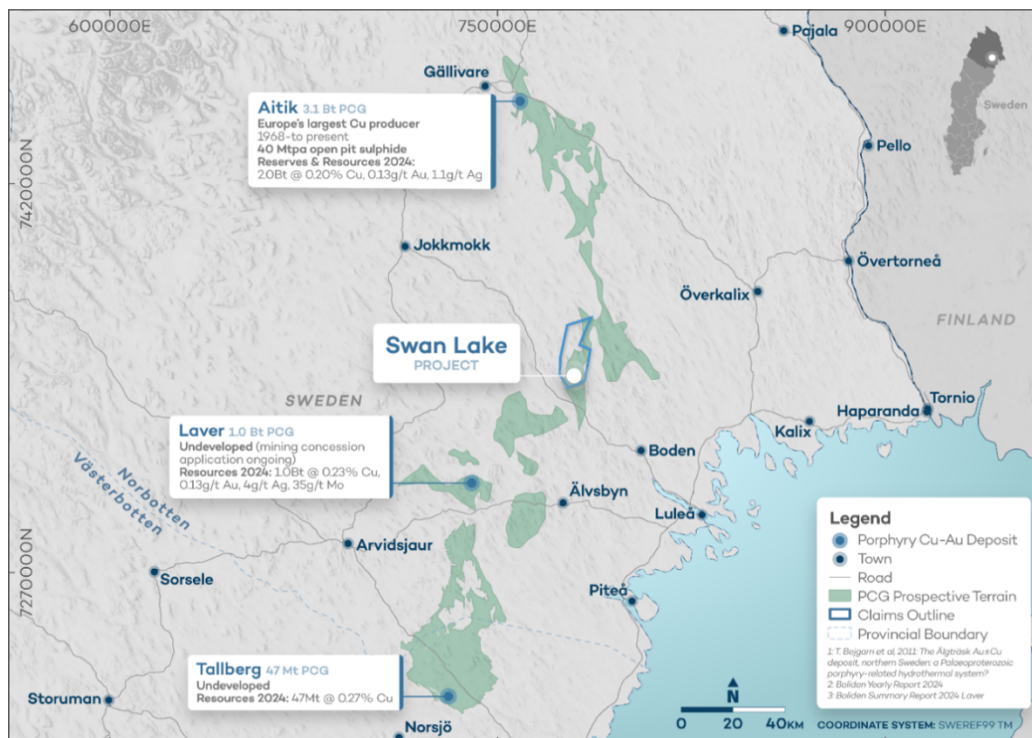 6000000E
7500000E
9000000E
Pajala
Gällivare
Sweden
Aitik 3.1 Bt PCG
Europe's largest Cu producer
1968-to present
40 Mtpa open pit sulphide
Reserves & Resources 2024:
2.0Bt @ 0.20% Cu, 0.13g/t Au, 1.1g/t Ag
Pello
7420000N
Jokkmokk
Övertorneå
Överkalix
FINLAND
Swan Lake
PROJECT
SWEDEN
Tornio
Haparanda
Kalix
Laver 1.0 Bt PCG
Undeveloped (mining concession
application ongoing)
Resources 2024: 1.0Bt @ 0.23% Cu,
0.13g/t Au, 4g/t Ag, 35g/t Mo
Boden
Norrbotten
Västerbotten
Älvsbyn
Luleå
Arvidsjaur
7270000N
Sorsele
Piteå
Legend
Porphyry Cu-Au Deposit
Town
Road
PCG Prospective Terrain
Claims Outline
Provincial Boundary
1: T. Bejgarn et al, 2011: The Älgträsk Au±Cu
deposit, northern Sweden: a Palaeoproterozoic
porphyry-related hydrothermal system?
2: Boliden Yearly Report 2024
3: Boliden Summary Report 2024 Laver
Tallberg 47 Mt PCG
Undeveloped
Resources 2024: 47Mt @ 0.27% Cu
Storuman
Norsjö
N
0 20 40KM
COORDINATE SYSTEM: SWEREF99 TM